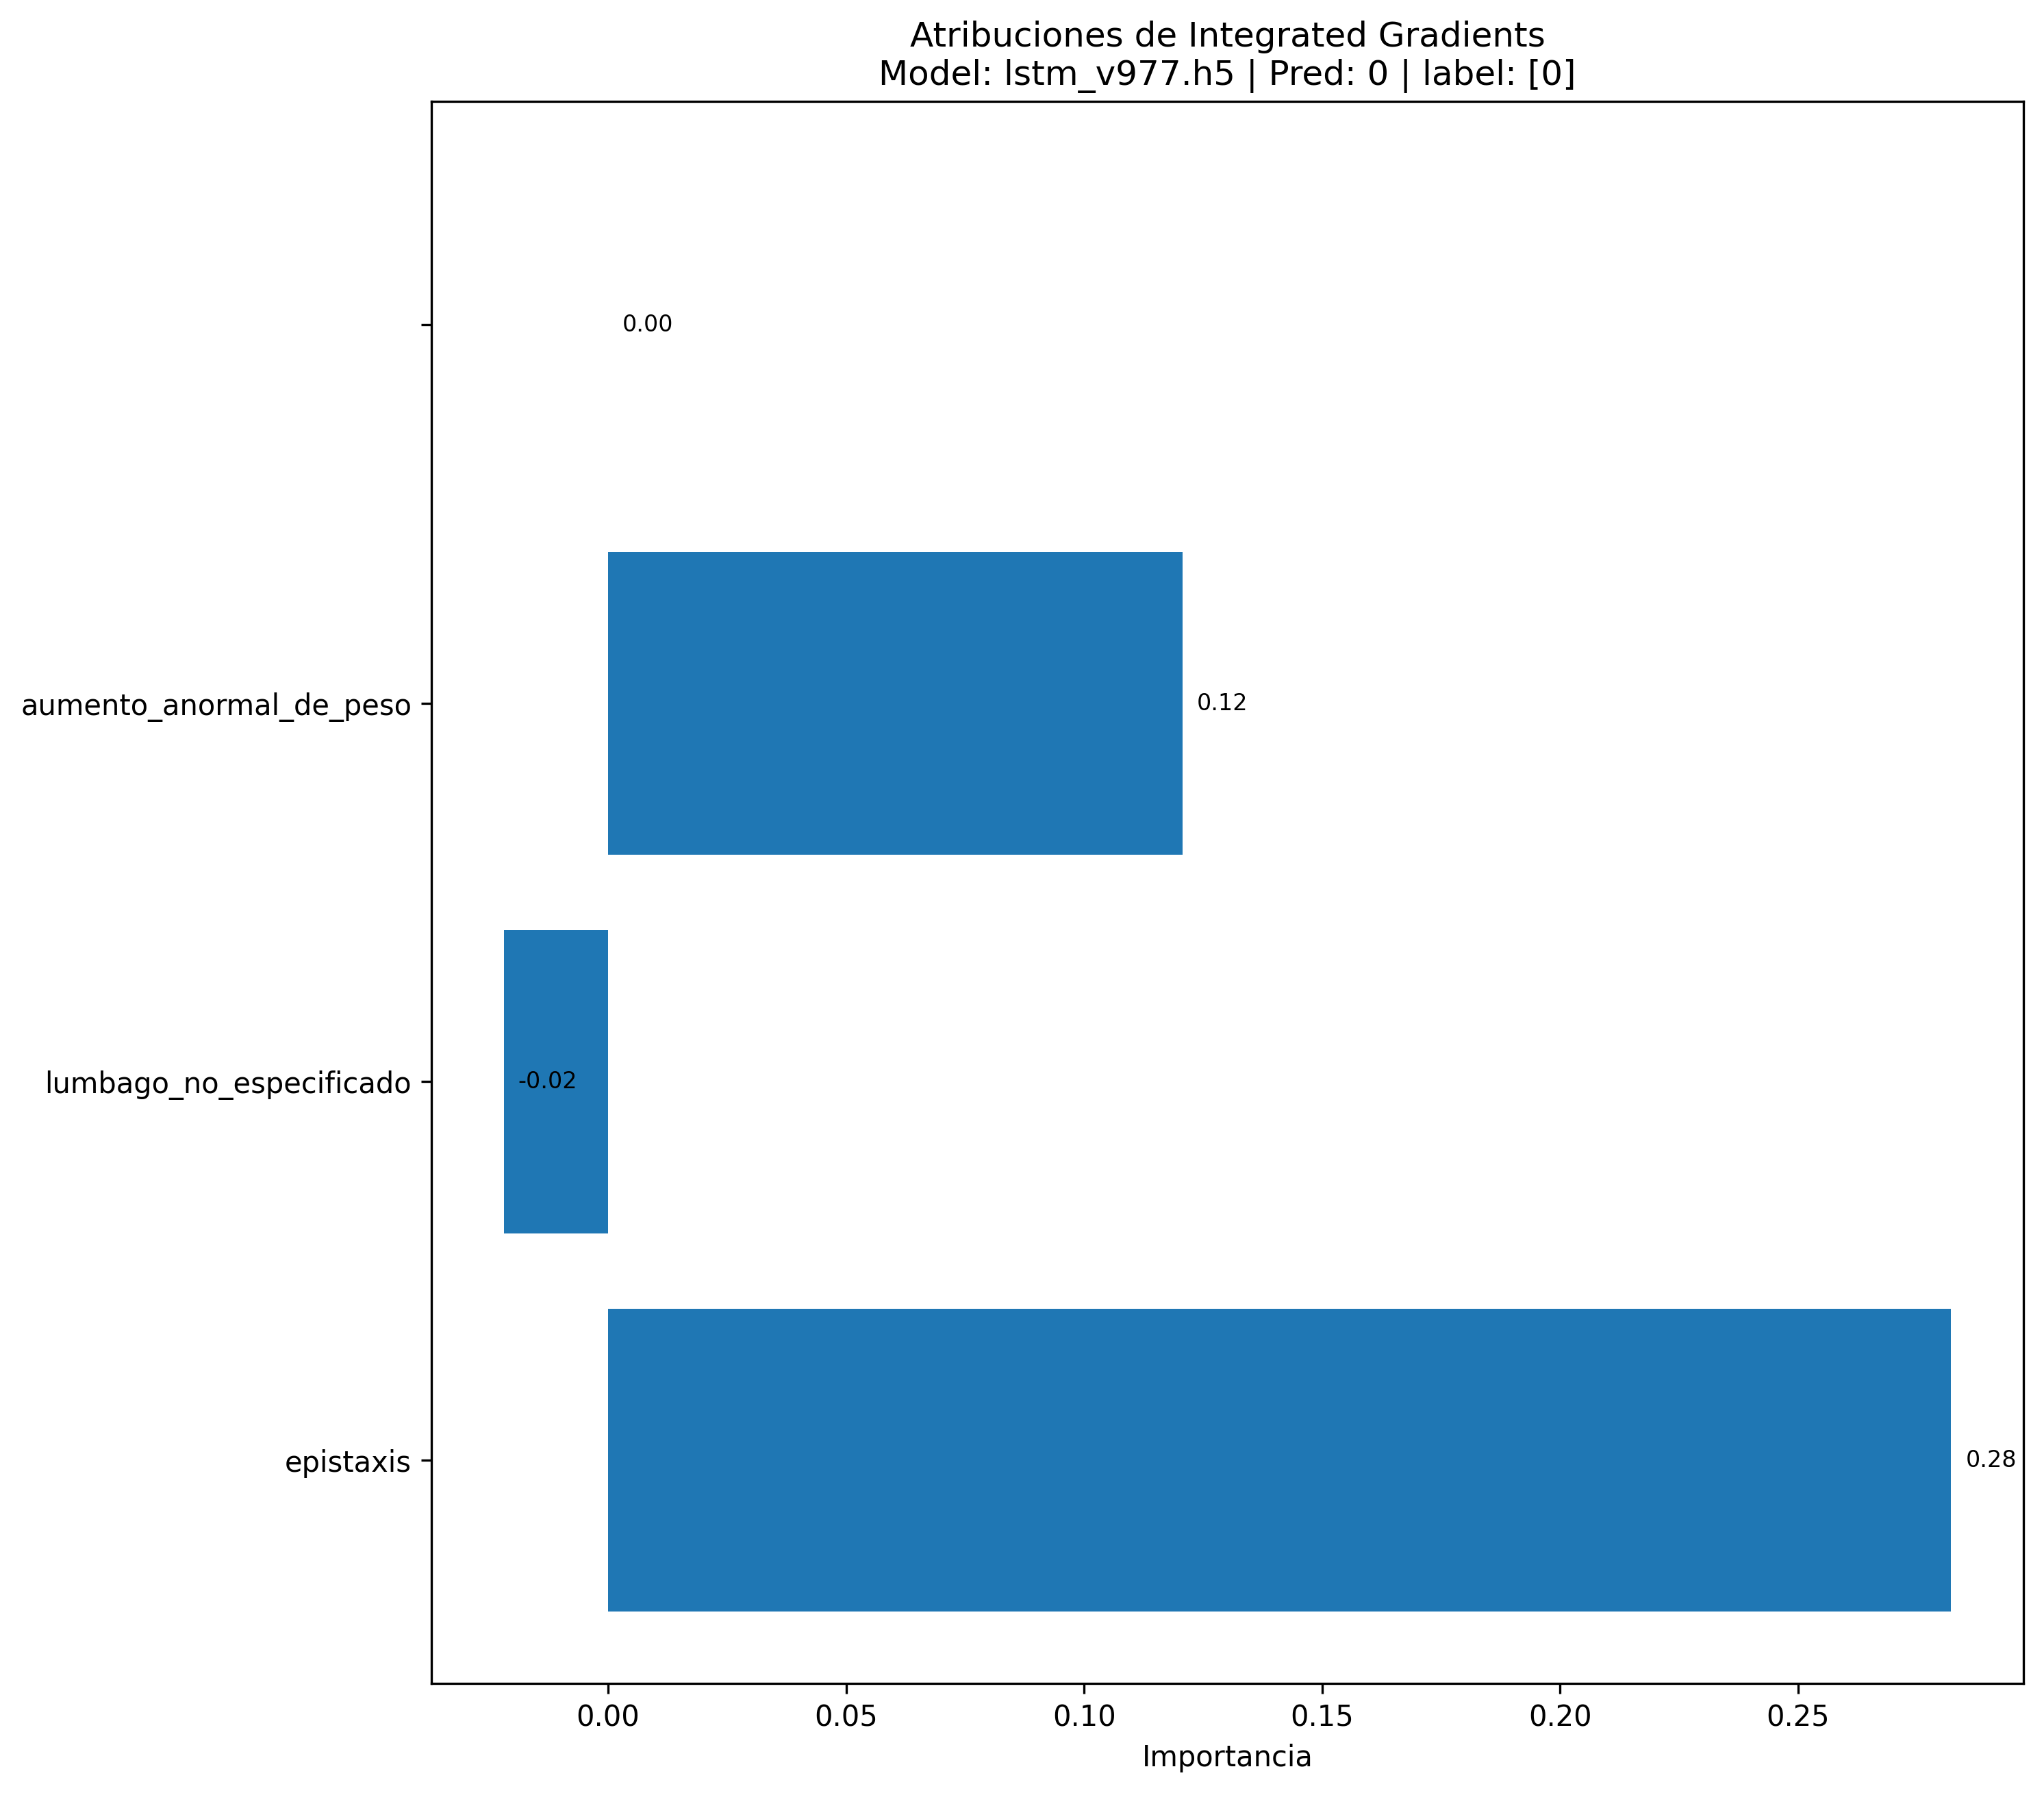 Atribuciones de Integrated Gradients
Model: lstm_v977.h5 | Pred: 0 | label: [0]
0.00
aumento_anormal_de_peso
0.12
lumbago_no_especificado
-0.02
epistaxis
0.28
0.00 0.05 0.10 0.15 0.20 0.25
Importancia